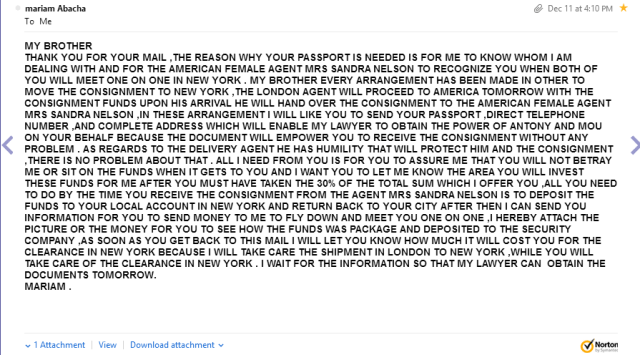 mariam Abacha
Dec 11 at 4:10 PM
To Me
MY BROTHER
THANK YOU FOR YOUR MAIL ,THE REASON WHY YOUR PASSPORT IS NEEDED IS FOR ME TO KNOW WHOM I AM
DEALING WITH AND FOR THE AMERICAN FEMALE AGENT MRS SANDRA NELSON TO RECOGNIZE YOU WHEN BOTH OF
YOU WILL MEET ONE ON ONE IN NEW YORK . MY BROTHER EVERY ARRANGEMENT HAS BEEN MADE IN OTHER TO
MOVE THE CONSIGNMENT TO NEW YORK ,THE LONDON AGENT WILL PROCEED TO AMERICA TOMORROW WITH THE
CONSIGNMENT FUNDS UPON HIS ARRIVAL HE WILL HAND OVER THE CONSIGNMENT TO THE AMERICAN FEMALE AGENT
MRS SANDRA NELSON ,IN THESE ARRANGEMENT I WILL LIKE YOU TO SEND YOUR PASSPORT ,DIRECT TELEPHONE
NUMBER ,AND COMPLETE ADDRESS WHICH WILL ENABLE MY LAWYER TO OBTAIN THE POWER OF ANTONY AND MOU
ON YOUR BEHALF BECAUSE THE DOCUMENT WILL EMPOWER YOU TO RECEIVE THE CONSIGNMENT WITHOUT ANY
PROBLEM . AS REGARDS TO THE DELIVERY AGENT HE HAS HUMILITY THAT WILL PROTECT HIM AND THE CONSIGNMENT
,THERE IS NO PROBLEM ABOUT THAT . ALL I NEED FROM YOU IS FOR YOU TO ASSURE ME THAT YOU WILL NOT BETRAY
ME OR SIT ON THE FUNDS WHEN IT GETS TO YOU AND I WANT YOU TO LET ME KNOW THE AREA YOU WILL INVEST
THESE FUNDS FOR ME AFTER YOU MUST HAVE TAKEN THE 30% OF THE TOTAL SUM WHICH I OFFER YOU ,ALL YOU NEED
TO DO BY THE TIME YOU RECEIVE THE CONSIGNMENT FROM THE AGENT MRS SANDRA NELSON IS TO DEPOSIT THE
FUNDS TO YOUR LOCAL ACCOUNT IN NEW YORK AND RETURN BACK TO YOUR CITY AFTER THEN I CAN SEND YOU
INFORMATION FOR YOU TO SEND MONEY TO ME TO FLY DOWN AND MEET YOU ONE ON ONE ,I HEREBY ATTACH THE
PICTURE OR THE MONEY FOR YOU TO SEE HOW THE FUNDS WAS PACKAGE AND DEPOSITED TO THE SECURITY
COMPANY ,AS SOON AS YOU GET BACK TO THIS MAIL I WILL LET YOU KNOW HOW MUCH IT WILL COST YOU FOR THE
CLEARANCE IN NEW YORK BECAUSE I WILL TAKE CARE THE SHIPMENT IN LONDON TO NEW YORK ,WHILE YOU WILL
TAKE CARE OF THE CLEARANCE IN NEW YORK . I WAIT FOR THE INFORMATION SO THAT MY LAWYER CAN OBTAIN THE
DOCUMENTS TOMORROW.
MARIAM .
1 Attachment View Download attachment
Norton
by Symantec